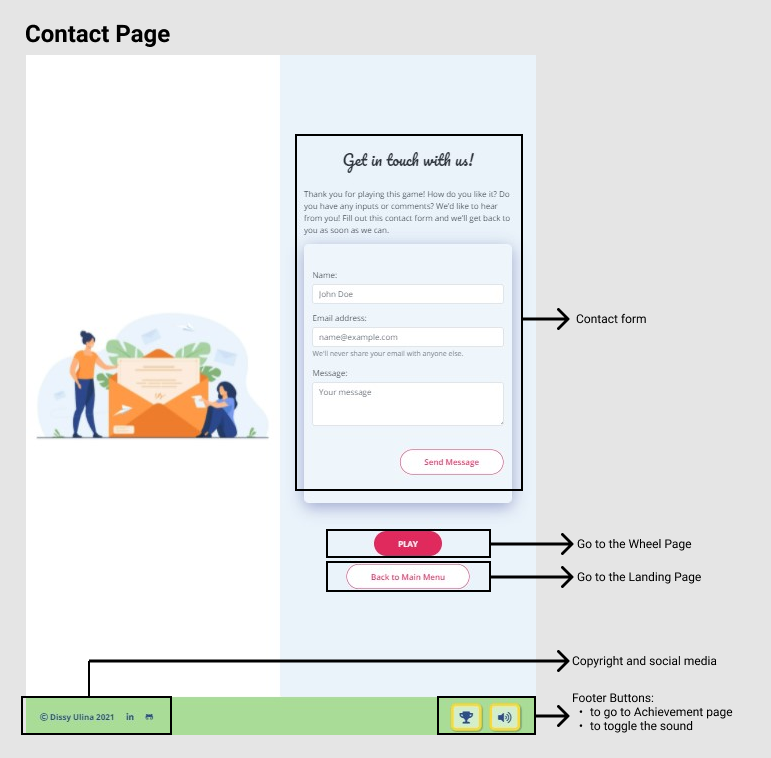 Contact Page
Get in touch with us!
Thank you for playing this game! How do you like it? Do
you have any inputs or comments? We'd like to hear
from you! Fill out this contact form and we'll get back to
you as soon as we can.
Name:
John Doe
Email address:
name@example.com
We'll never share your email with anyone else.
Message:
Your message
Send Message
Contact form
PLAY
Go to the Wheel Page
Back to Main Menu
Go to the Landing Page
Copyright and social media
© Dissy Ulina 2021 in
Footer Buttons:
• to go to Achievement page
• to toggle the sound